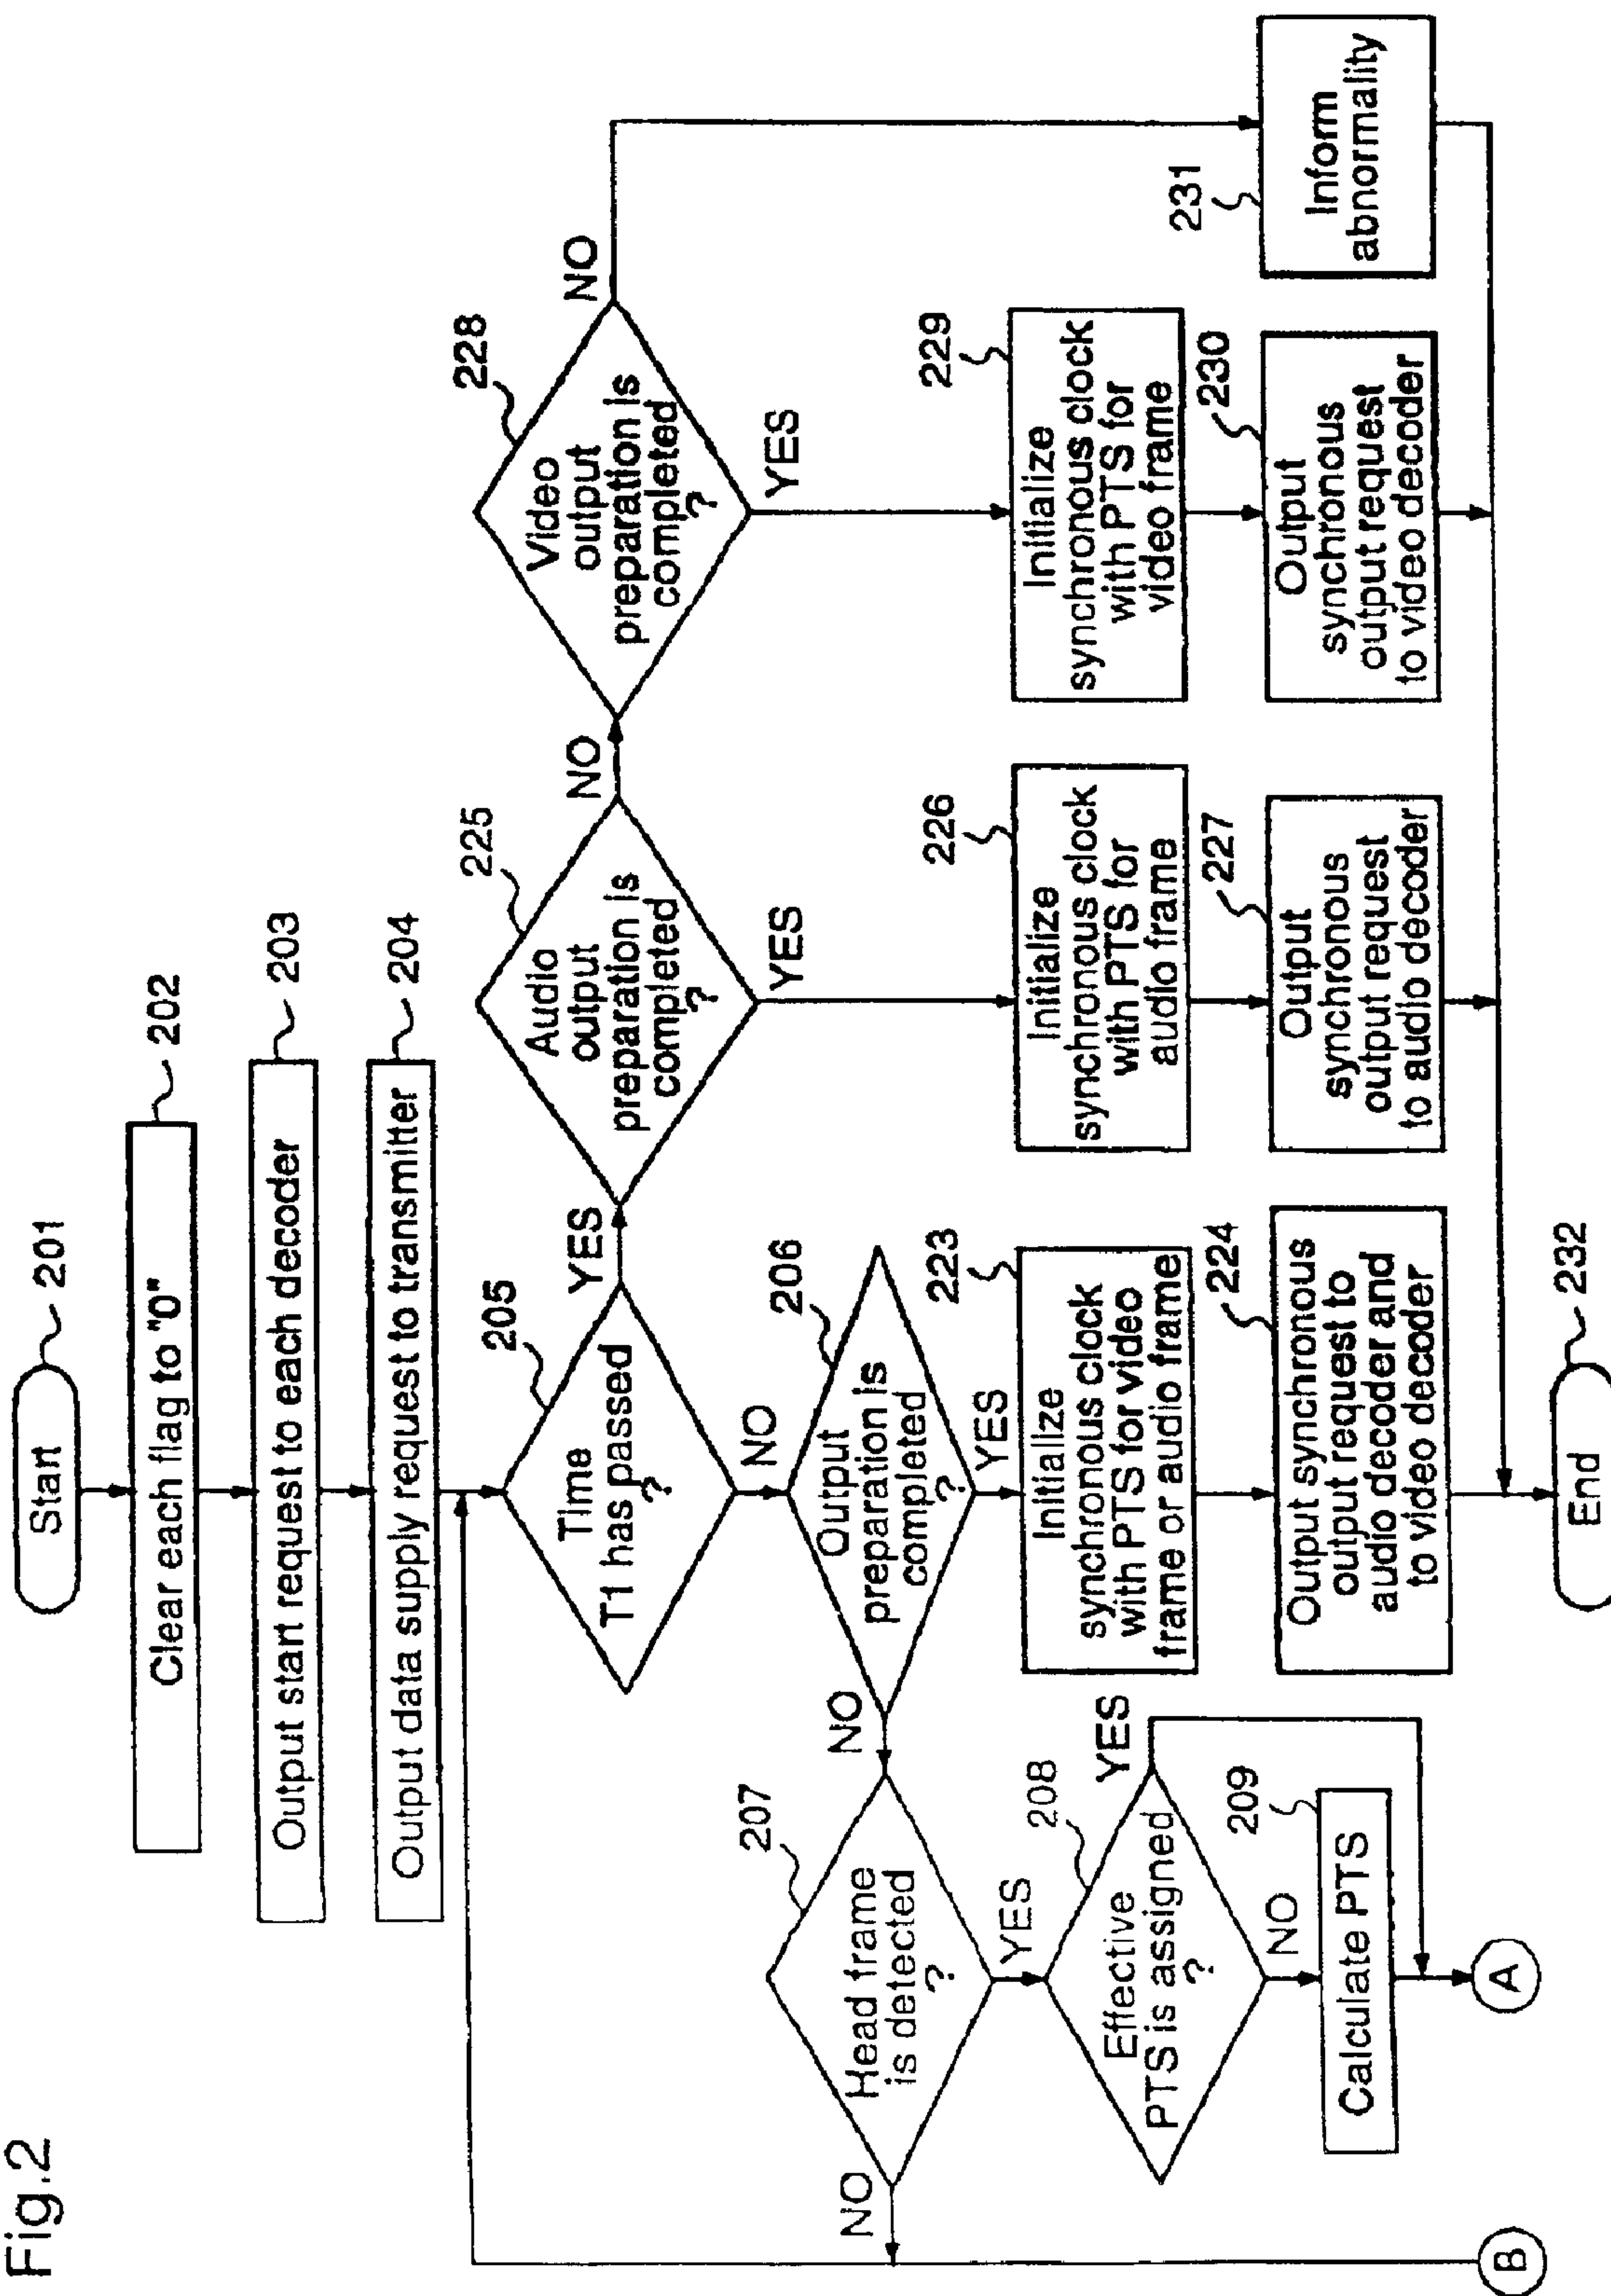 Fig.2
Start
201
Clear each flag to "0"
202
Output start request to each decoder
203
Output data supply request to transmitter
204
Time
T1 has passed
?
205
YES
NO
Audio
output
preparation is
completed
?
225
NO
YES
Video
output
preparation is
completed
?
228
NO
YES
Output
preparation is
completed
?
206
NO
YES
Head frame
is detected
?
207
NO
YES
Effective
PTS is assigned
?
208
YES
NO
Calculate PTS
209
A
B
Initialize
synchronous clock
with PTS for video
frame or audio frame
223
Output synchronous
output request to
audio decoder and
to video decoder
224
Initialize
synchronous clock
with PTS for
audio frame
226
Output
synchronous
output request
to audio decoder
227
Initialize
synchronous clock
with PTS for
video frame
229
Output
synchronous
output request
to video decoder
230
Inform
abnormality
231
End
232